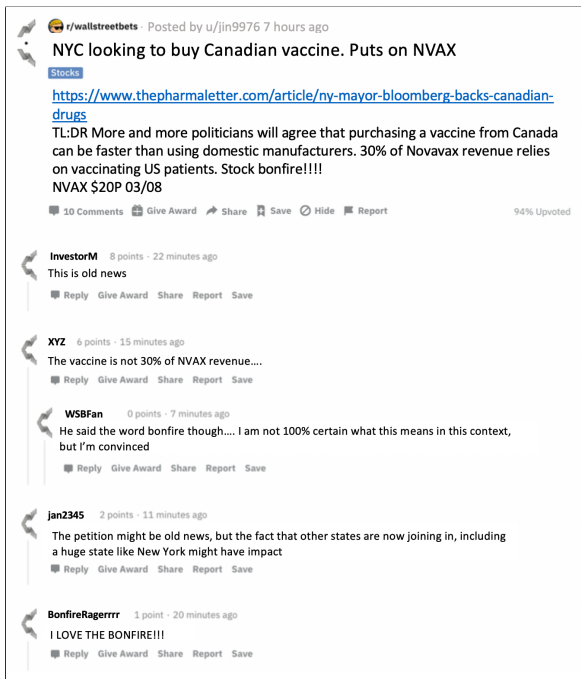 r/wallstreetbets · Posted by u/jin9976 7 hours ago
NYC looking to buy Canadian vaccine. Puts on NVAX
Stocks
https://www.thepharmaletter.com/article/ny-mayor-bloomberg-backs-canadian-
drugs
TL:DR More and more politicians will agree that purchasing a vaccine from Canada
can be faster than using domestic manufacturers. 30% of Novavax revenue relies
on vaccinating US patients. Stock bonfire!!!!
NVAX $20P 03/08
10 Comments Give Award Share Save Hide Report 94% Upvoted
InvestorM 8 points · 22 minutes ago
This is old news
Reply Give Award Share Report Save
XYZ 6 points · 15 minutes ago
The vaccine is not 30% of NVAX revenue....
Reply Give Award Share Report Save
WSBFan 0 points · 7 minutes ago
He said the word bonfire though.... I am not 100% certain what this means in this context,
but I'm convinced
Reply Give Award Share Report Save
jan2345 2 points · 11 minutes ago
The petition might be old news, but the fact that other states are now joining in, including
a huge state like New York might have impact
Reply Give Award Share Report Save
BonfireRagerrrr 1 point · 20 minutes ago
I LOVE THE BONFIRE!!!
Reply Give Award Share Report Save